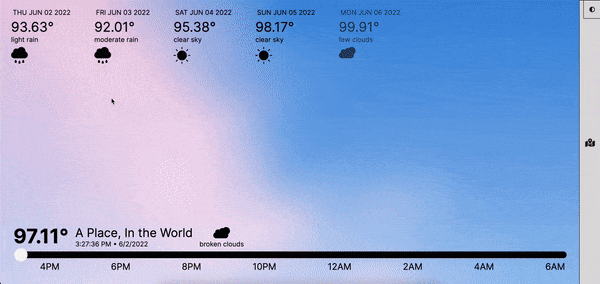 THU JUN 02 2022
93.63°
light rain
FRI JUN 03 2022
92.01°
moderate rain
SAT JUN 04 2022
95.38°
clear sky
SUN JUN 05 2022
98.17°
clear sky
MON JUN 06 2022
99.91°
few clouds
97.11°
A Place, In the World
3:27:36 PM • 6/2/2022
broken clouds
4PM 6PM 8PM 10PM 12AM 2AM 4AM 6AM